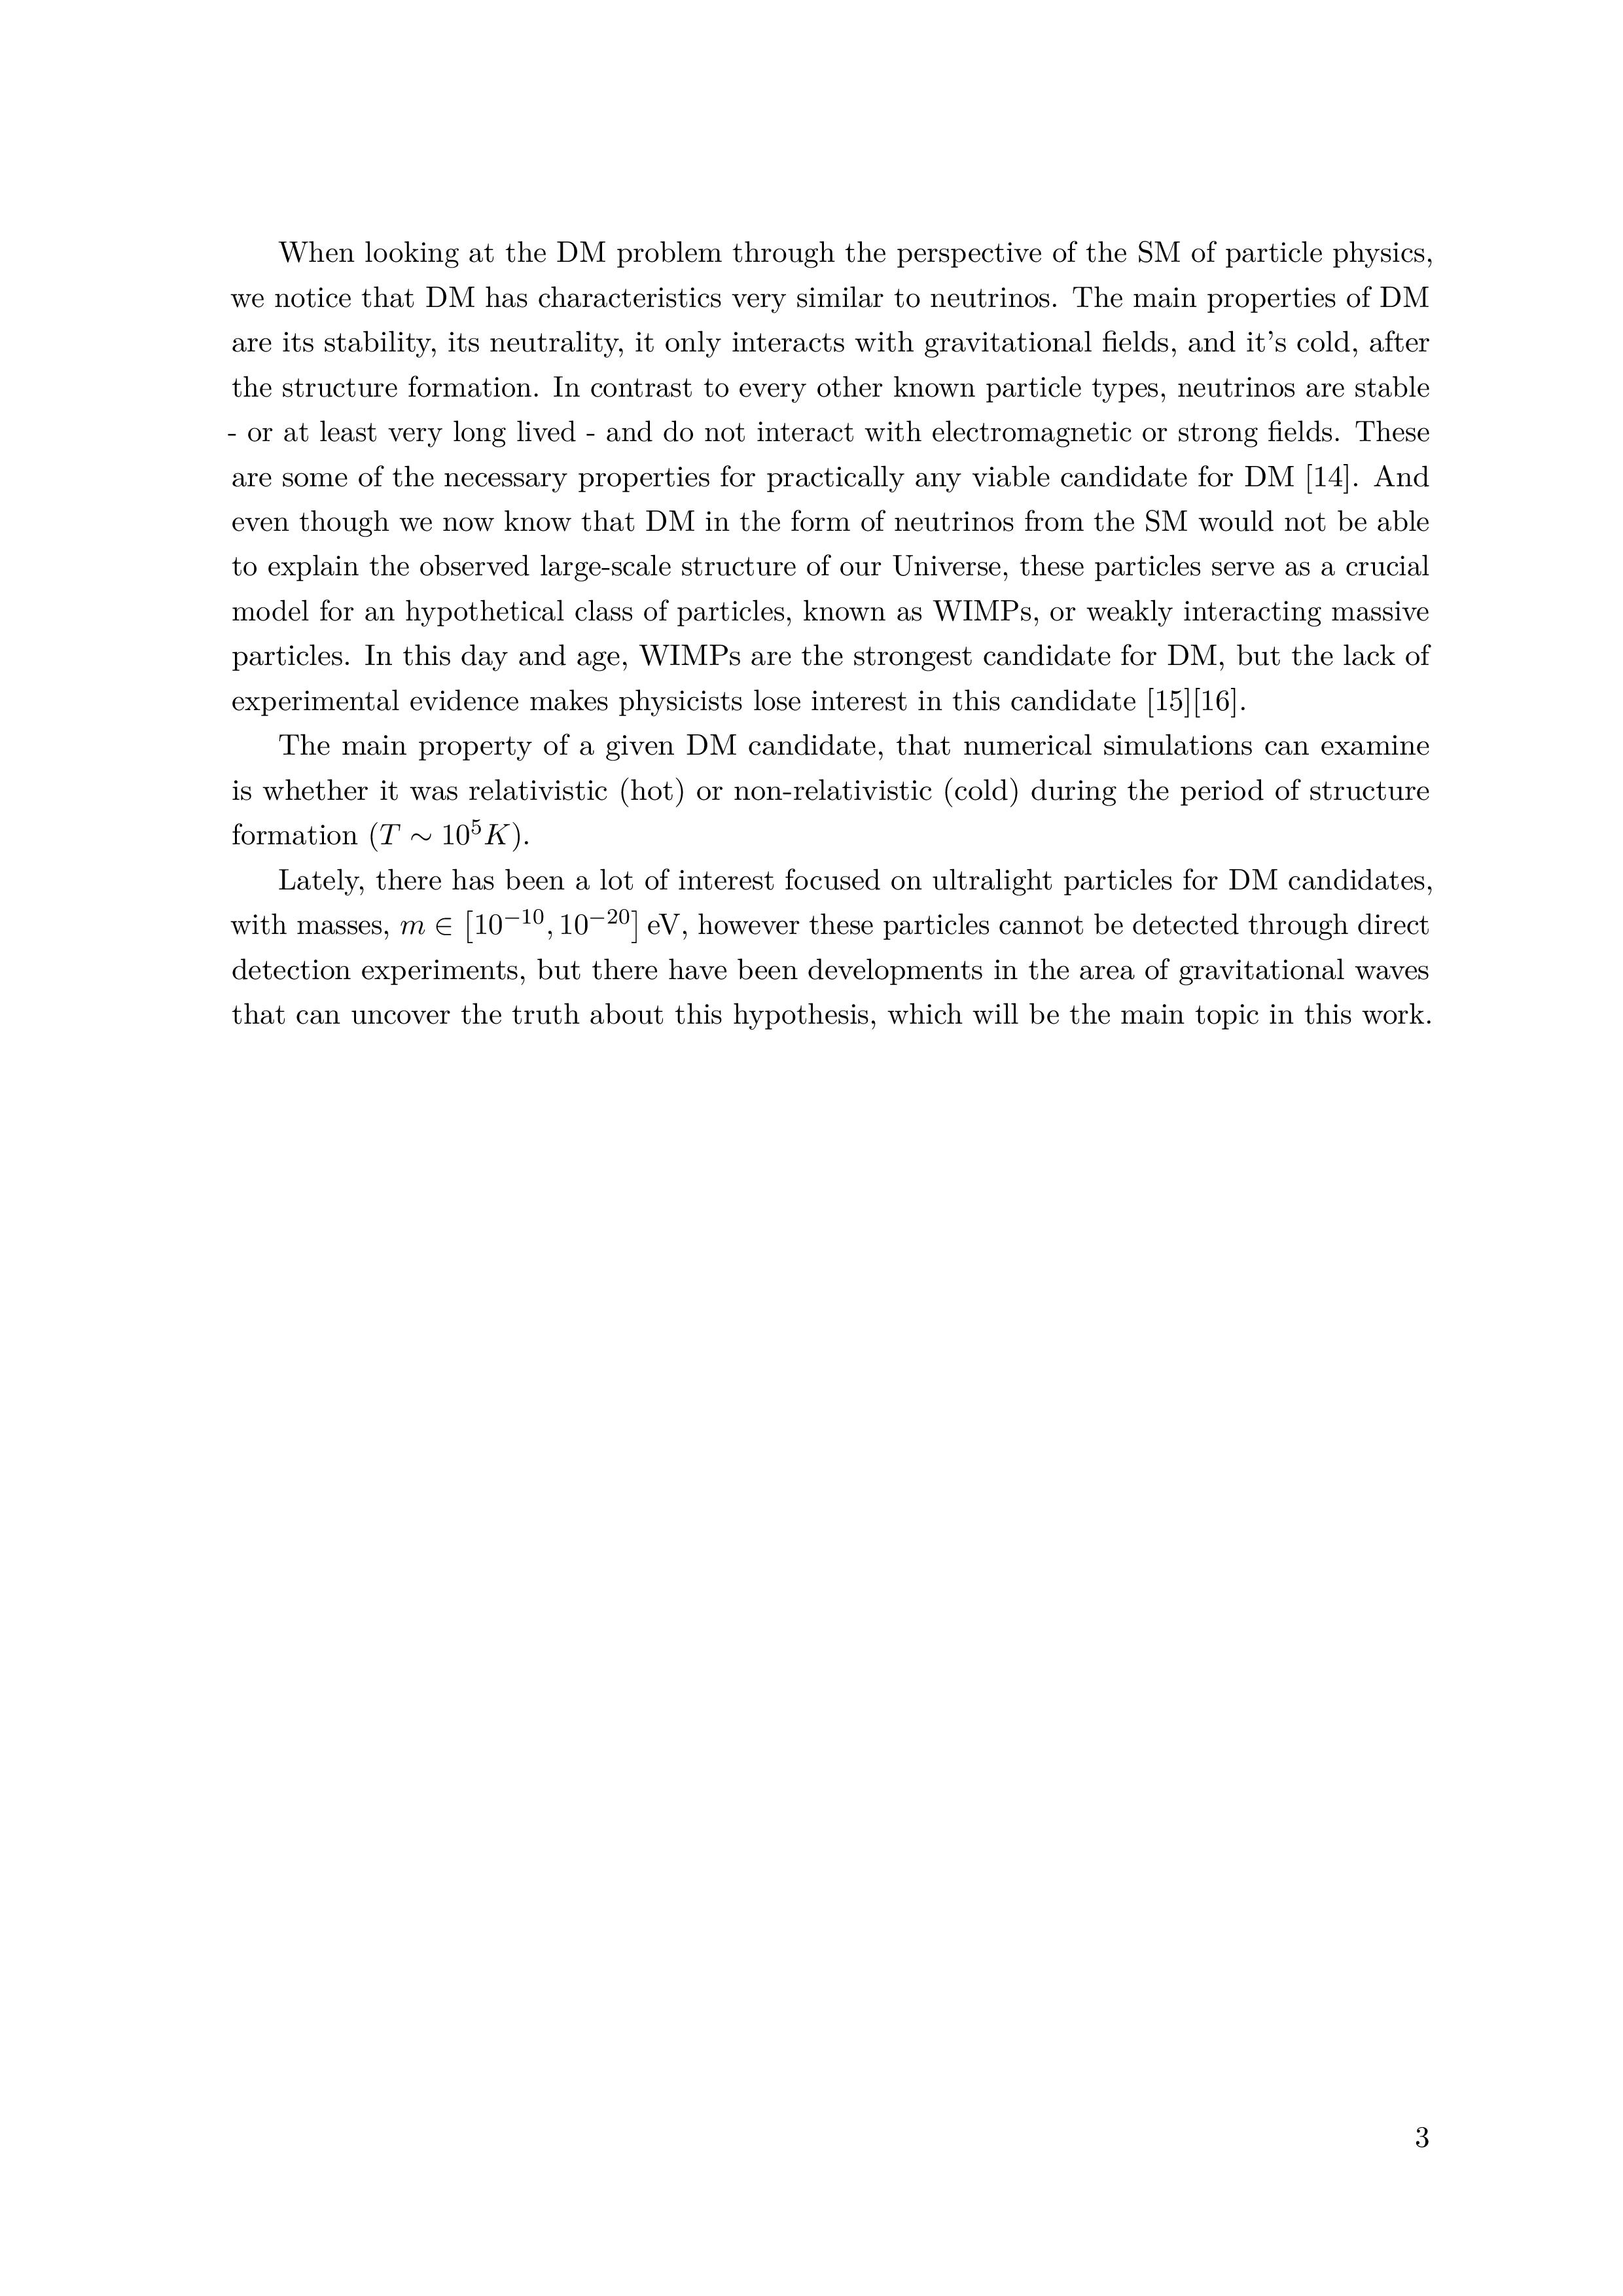 When looking at the DM problem through the perspective of the SM of particle physics,
we notice that DM has characteristics very similar to neutrinos. The main properties of DM
are its stability, its neutrality, it only interacts with gravitational fields, and it's cold, after
the structure formation. In contrast to every other known particle types, neutrinos are stable
- or at least very long lived - and do not interact with electromagnetic or strong fields. These
are some of the necessary properties for practically any viable candidate for DM [14]. And
even though we now know that DM in the form of neutrinos from the SM would not be able
to explain the observed large-scale structure of our Universe, these particles serve as a crucial
model for an hypothetical class of particles, known as WIMPs, or weakly interacting massive
particles. In this day and age, WIMPs are the strongest candidate for DM, but the lack of
experimental evidence makes physicists lose interest in this candidate [15][16].
The main property of a given DM candidate, that numerical simulations can examine
is whether it was relativistic (hot) or non-relativistic (cold) during the period of structure
formation (T ∼ 10⁵K).
Lately, there has been a lot of interest focused on ultralight particles for DM candidates,
with masses, m ∈ [10⁻¹⁰, 10⁻²⁰] eV, however these particles cannot be detected through direct
detection experiments, but there have been developments in the area of gravitational waves
that can uncover the truth about this hypothesis, which will be the main topic in this work.
3